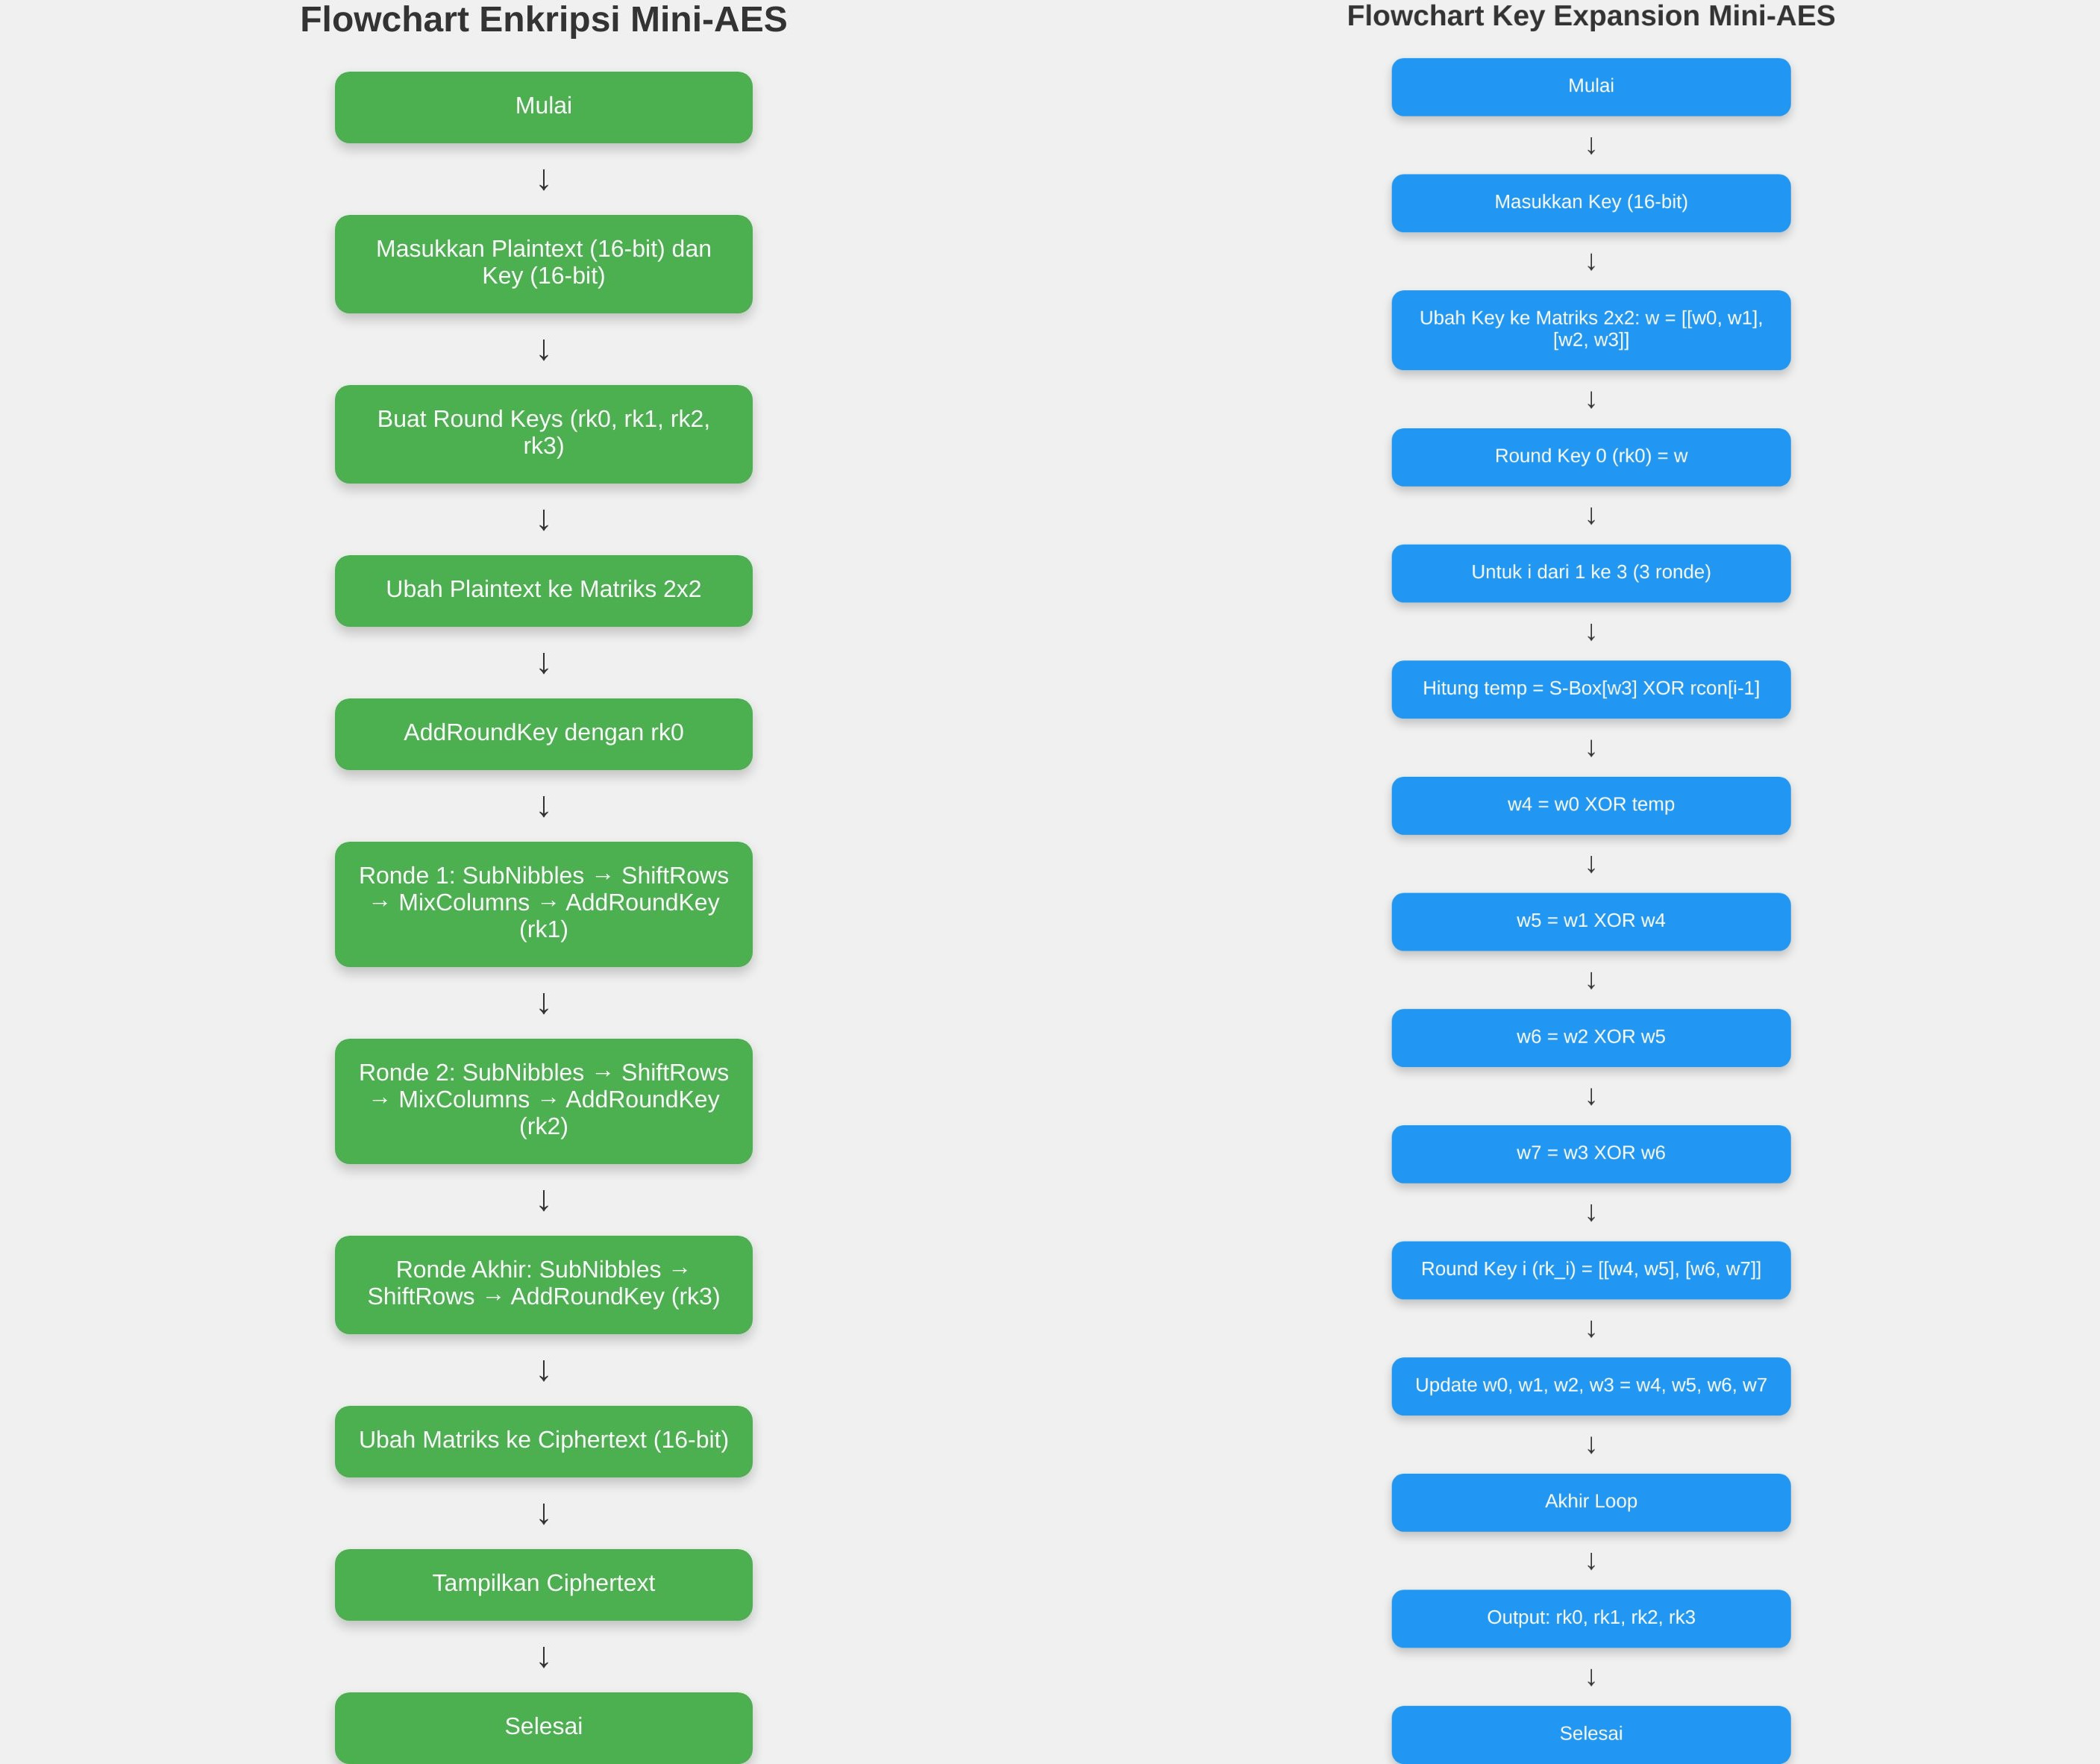 Flowchart Enkripsi Mini-AES
Mulai
↓
Masukkan Plaintext (16-bit) dan
Key (16-bit)
↓
Buat Round Keys (rk0, rk1, rk2,
rk3)
↓
Ubah Plaintext ke Matriks 2x2
↓
AddRoundKey dengan rk0
↓
Ronde 1: SubNibbles → ShiftRows
→ MixColumns → AddRoundKey
(rk1)
↓
Ronde 2: SubNibbles → ShiftRows
→ MixColumns → AddRoundKey
(rk2)
↓
Ronde Akhir: SubNibbles →
ShiftRows → AddRoundKey (rk3)
↓
Ubah Matriks ke Ciphertext (16-bit)
↓
Tampilkan Ciphertext
↓
Selesai
Flowchart Key Expansion Mini-AES
Mulai
↓
Masukkan Key (16-bit)
↓
Ubah Key ke Matriks 2x2: w = [[w0, w1],
[w2, w3]]
↓
Round Key 0 (rk0) = w
↓
Untuk i dari 1 ke 3 (3 ronde)
↓
Hitung temp = S-Box[w3] XOR rcon[i-1]
↓
w4 = w0 XOR temp
↓
w5 = w1 XOR w4
↓
w6 = w2 XOR w5
↓
w7 = w3 XOR w6
↓
Round Key i (rk_i) = [[w4, w5], [w6, w7]]
↓
Update w0, w1, w2, w3 = w4, w5, w6, w7
↓
Akhir Loop
↓
Output: rk0, rk1, rk2, rk3
↓
Selesai